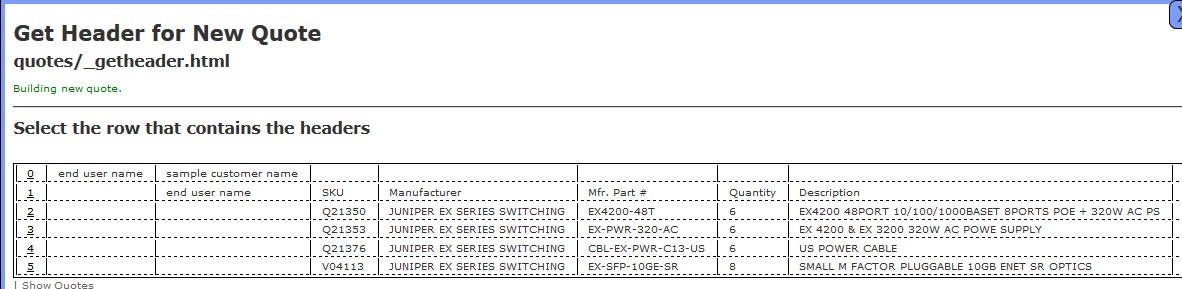 Get Header for New Quote
quotes/_getheader.html
Building new quote.
Select the row that contains the headers
0 end user name sample customer name
1 end user name SKU Manufacturer Mfr. Part # Quantity Description
2 Q21350 JUNIPER EX SERIES SWITCHING EX4200-48T 6 EX4200 48PORT 10/100/1000BASET 8PORTS POE + 320W AC PS
3 Q21353 JUNIPER EX SERIES SWITCHING EX-PWR-320-AC 6 EX 4200 & EX 3200 320W AC POWE SUPPLY
4 Q21376 JUNIPER EX SERIES SWITCHING CBL-EX-PWR-C13-US 6 US POWER CABLE
5 V04113 JUNIPER EX SERIES SWITCHING EX-SFP-10GE-SR 8 SMALL M FACTOR PLUGGABLE 10GB ENET SR OPTICS
| Show Quotes